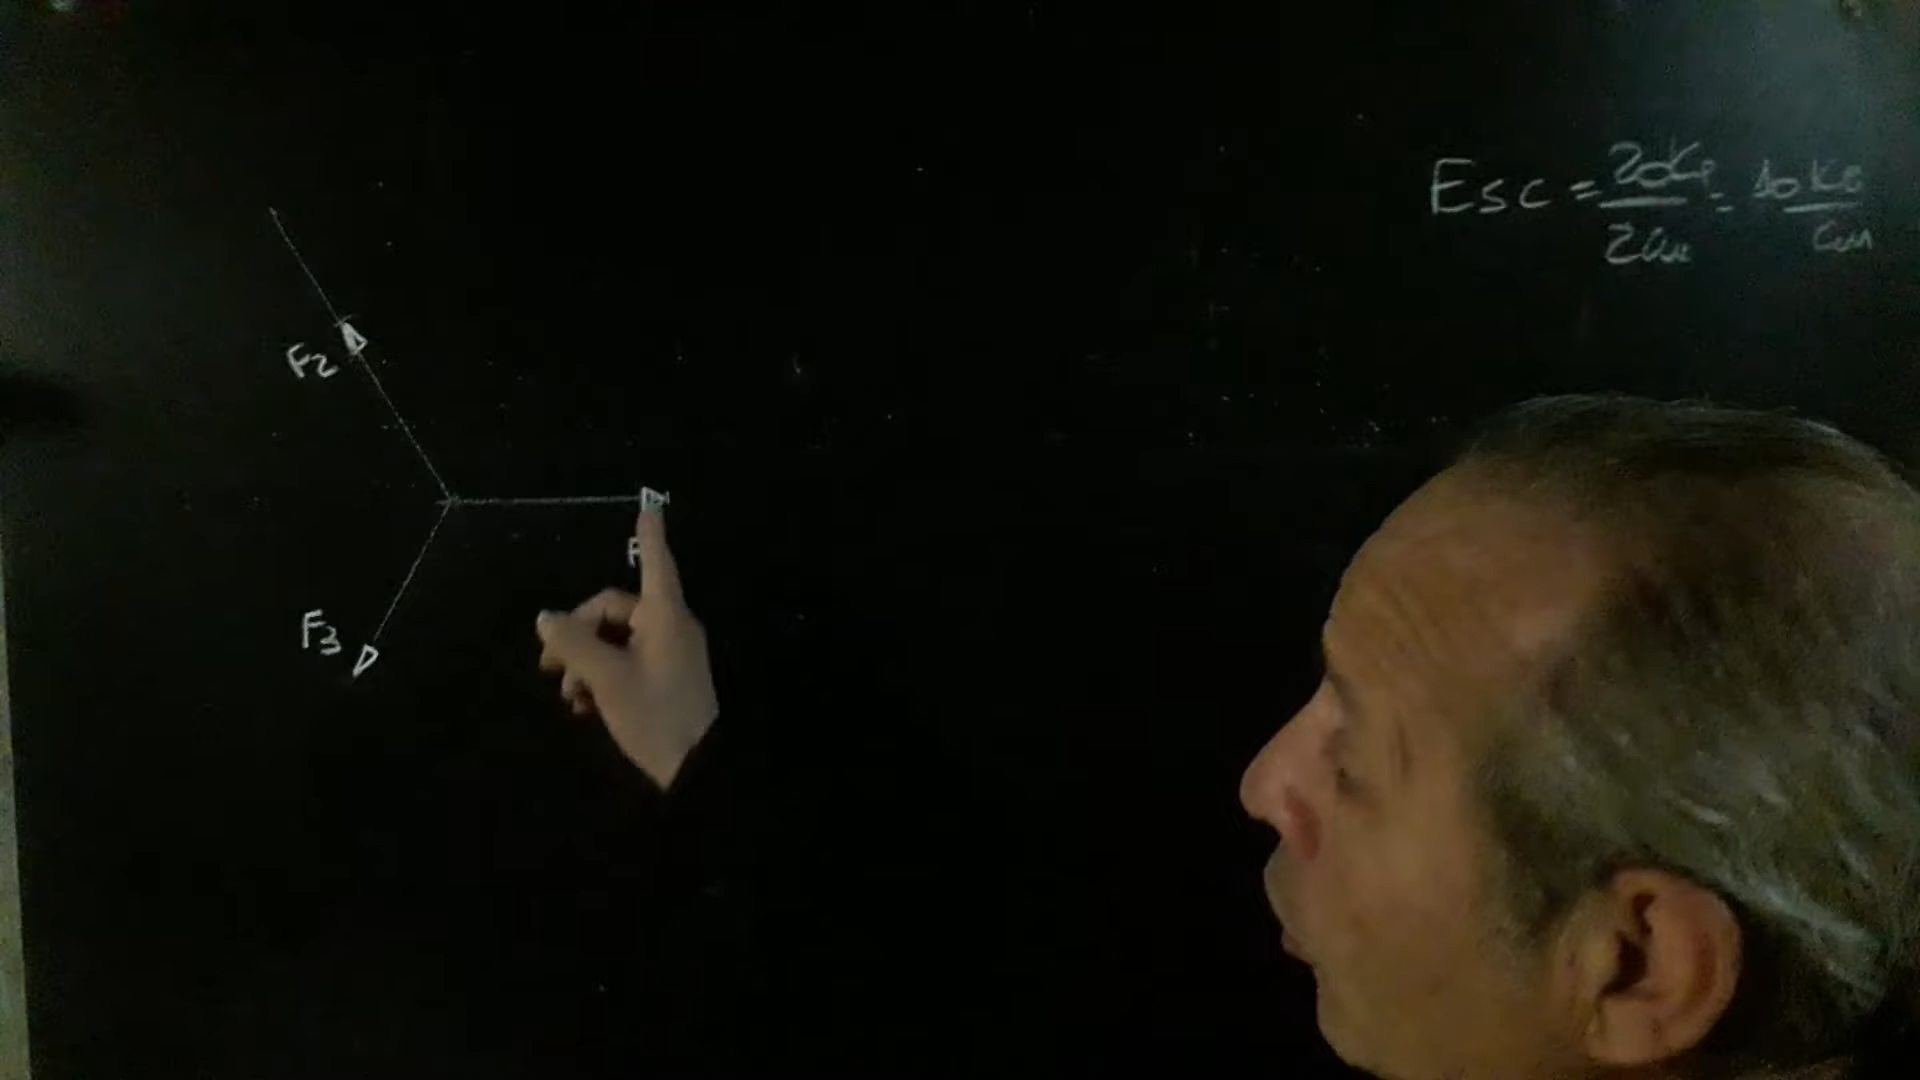 Esc = 20Kg / 2cm = 10Kg / cm
F2
F
F3